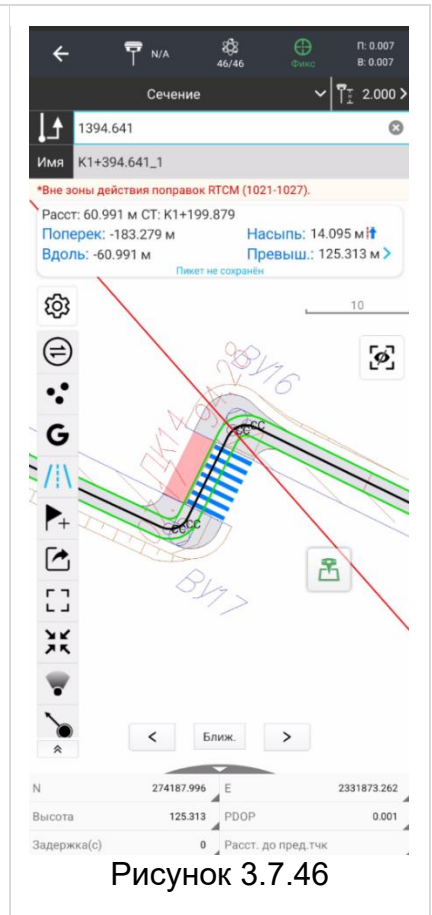 N/A
46/46
Фикс
П: 0.007
В: 0.007
Сечение
2.000
1394.641
Имя K1+394.641_1
*Вне зоны действия поправок RTCM (1021-1027).
Расст: 60.991 м СТ: K1+199.879
Поперек: -183.279 м Насыпь: 14.095 м
Вдоль: -60.991 м Превыш.: 125.313 м
Пикет не сохранён
10
ВУ16
ПК14
G
ВУ17
< Ближ. >
N 274187.996 E 2331873.262
Высота 125.313 PDOP 0.001
Задержка(с) 0 Расст. до пред.тчк
Рисунок 3.7.46